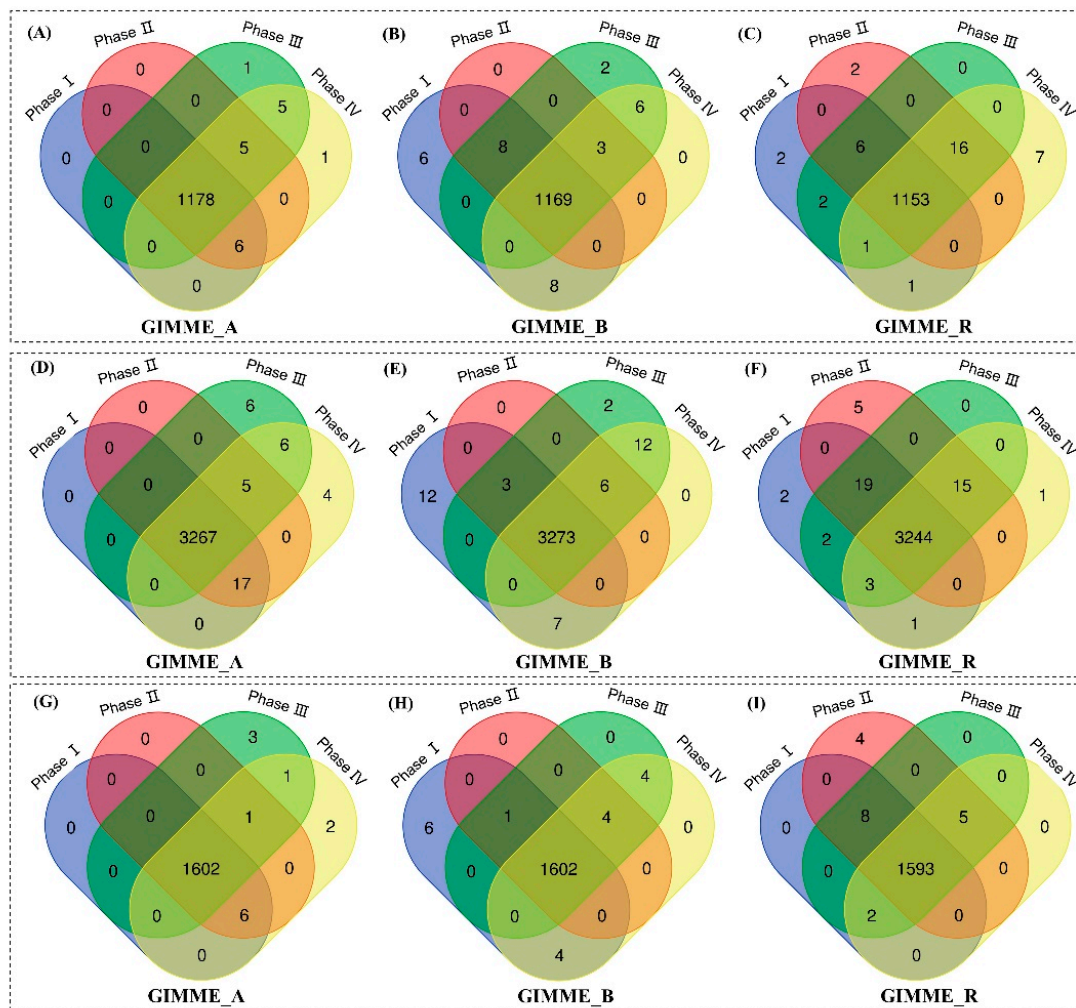 (A)
Phase I
Phase Ⅱ
Phase Ⅲ
Phase Ⅳ
0
1
0
0
5
0
0
5
1
0
1178
0
0
6
0
GIMME_A
(B)
Phase I
Phase Ⅱ
Phase Ⅲ
Phase Ⅳ
0
2
0
0
6
6
8
3
0
0
1169
0
0
0
8
GIMME_B
(C)
Phase I
Phase Ⅱ
Phase Ⅲ
Phase Ⅳ
2
0
0
0
0
2
6
16
7
2
1153
0
1
0
1
GIMME_R
(D)
Phase I
Phase Ⅱ
Phase Ⅲ
Phase Ⅳ
0
6
0
0
6
0
0
5
4
0
3267
0
0
17
0
GIMME_A
(E)
Phase I
Phase Ⅱ
Phase Ⅲ
Phase Ⅳ
0
2
0
0
12
12
3
6
0
0
3273
0
0
0
7
GIMME_B
(F)
Phase I
Phase Ⅱ
Phase Ⅲ
Phase Ⅳ
5
0
0
0
0
2
19
15
1
2
3244
0
3
0
1
GIMME_R
(G)
Phase I
Phase Ⅱ
Phase Ⅲ
Phase Ⅳ
0
3
0
0
1
0
0
1
2
0
1602
0
0
6
0
GIMME_A
(H)
Phase I
Phase Ⅱ
Phase Ⅲ
Phase Ⅳ
0
0
0
0
4
6
1
4
0
0
1602
0
0
0
4
GIMME_B
(I)
Phase I
Phase Ⅱ
Phase Ⅲ
Phase Ⅳ
4
0
0
0
0
0
8
5
0
0
1593
0
2
0
0
GIMME_R